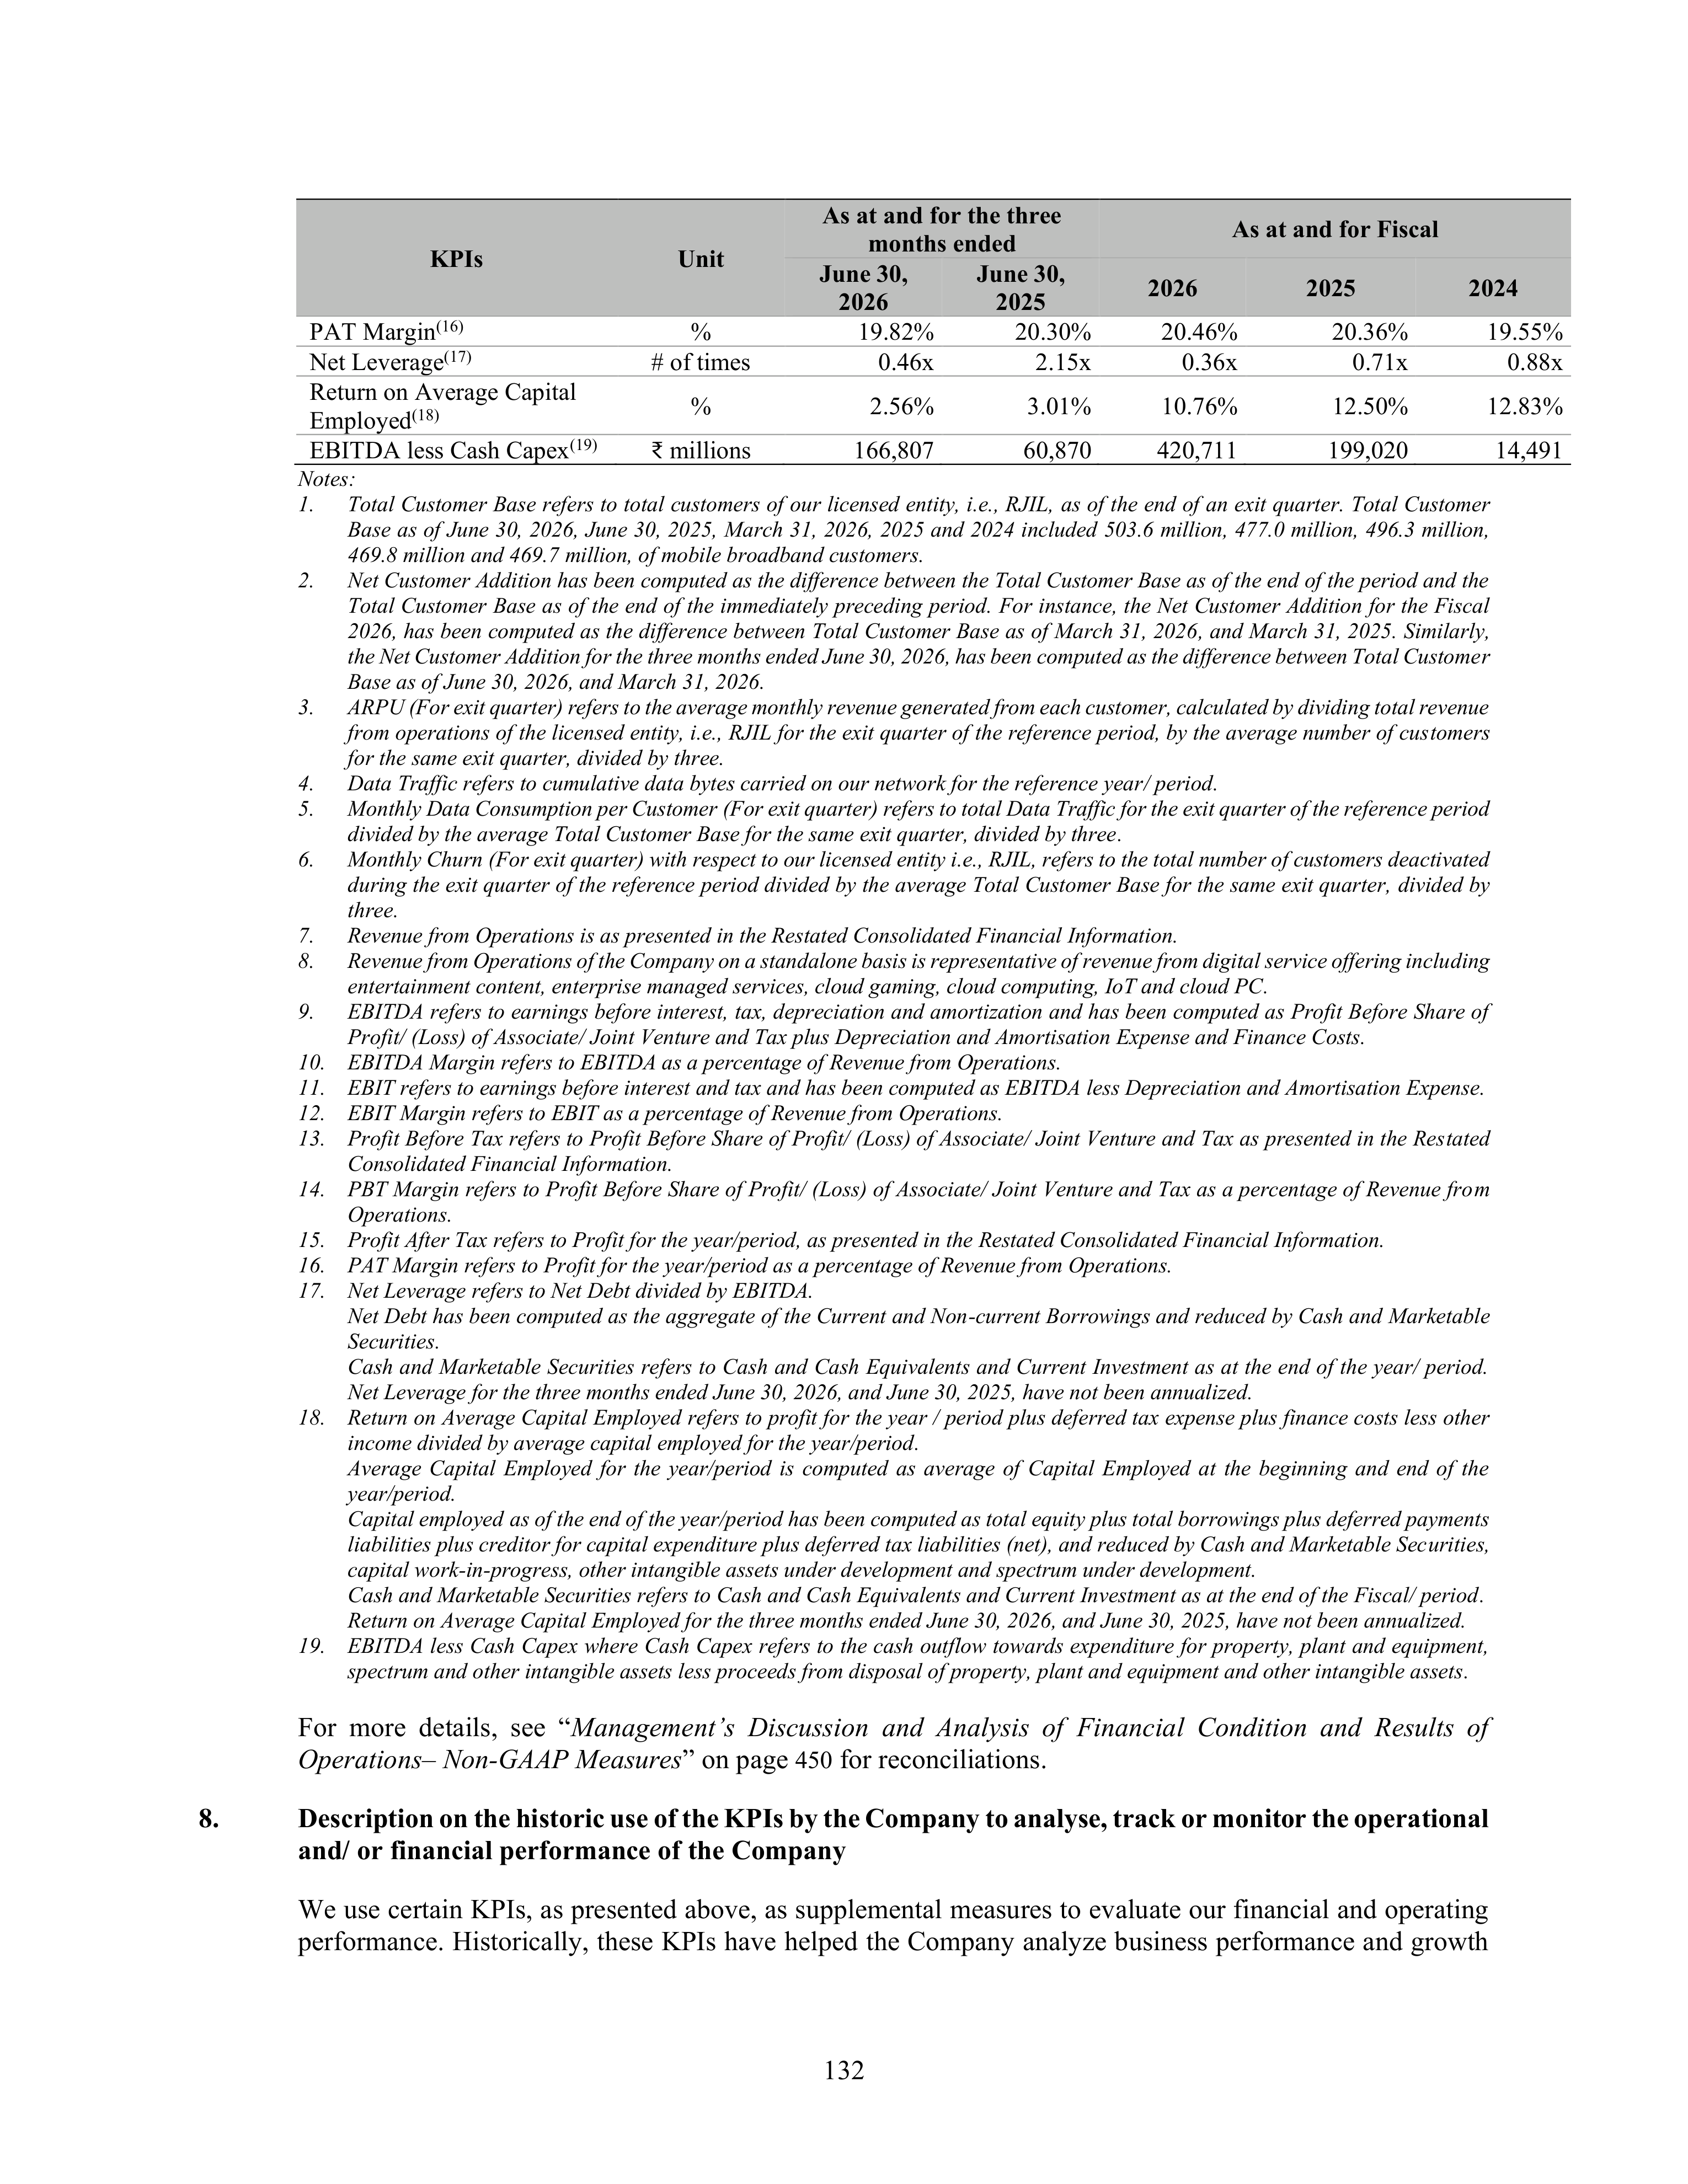 KPIs Unit As at and for the three months ended As at and for Fiscal
June 30, 2026 June 30, 2025 2026 2025 2024
PAT Margin(16) % 19.82% 20.30% 20.46% 20.36% 19.55%
Net Leverage(17) # of times 0.46x 2.15x 0.36x 0.71x 0.88x
Return on Average Capital Employed(18) % 2.56% 3.01% 10.76% 12.50% 12.83%
EBITDA less Cash Capex(19) ₹ millions 166,807 60,870 420,711 199,020 14,491
Notes:
1. Total Customer Base refers to total customers of our licensed entity, i.e., RJIL, as of the end of an exit quarter. Total Customer
Base as of June 30, 2026, June 30, 2025, March 31, 2026, 2025 and 2024 included 503.6 million, 477.0 million, 496.3 million,
469.8 million and 469.7 million, of mobile broadband customers.
2. Net Customer Addition has been computed as the difference between the Total Customer Base as of the end of the period and the
Total Customer Base as of the end of the immediately preceding period. For instance, the Net Customer Addition for the Fiscal
2026, has been computed as the difference between Total Customer Base as of March 31, 2026, and March 31, 2025. Similarly,
the Net Customer Addition for the three months ended June 30, 2026, has been computed as the difference between Total Customer
Base as of June 30, 2026, and March 31, 2026.
3. ARPU (For exit quarter) refers to the average monthly revenue generated from each customer, calculated by dividing total revenue
from operations of the licensed entity, i.e., RJIL for the exit quarter of the reference period, by the average number of customers
for the same exit quarter, divided by three.
4. Data Traffic refers to cumulative data bytes carried on our network for the reference year/ period.
5. Monthly Data Consumption per Customer (For exit quarter) refers to total Data Traffic for the exit quarter of the reference period
divided by the average Total Customer Base for the same exit quarter, divided by three.
6. Monthly Churn (For exit quarter) with respect to our licensed entity i.e., RJIL, refers to the total number of customers deactivated
during the exit quarter of the reference period divided by the average Total Customer Base for the same exit quarter, divided by
three.
7. Revenue from Operations is as presented in the Restated Consolidated Financial Information.
8. Revenue from Operations of the Company on a standalone basis is representative of revenue from digital service offering including
entertainment content, enterprise managed services, cloud gaming, cloud computing, IoT and cloud PC.
9. EBITDA refers to earnings before interest, tax, depreciation and amortization and has been computed as Profit Before Share of
Profit/ (Loss) of Associate/ Joint Venture and Tax plus Depreciation and Amortisation Expense and Finance Costs.
10. EBITDA Margin refers to EBITDA as a percentage of Revenue from Operations.
11. EBIT refers to earnings before interest and tax and has been computed as EBITDA less Depreciation and Amortisation Expense.
12. EBIT Margin refers to EBIT as a percentage of Revenue from Operations.
13. Profit Before Tax refers to Profit Before Share of Profit/ (Loss) of Associate/ Joint Venture and Tax as presented in the Restated
Consolidated Financial Information.
14. PBT Margin refers to Profit Before Share of Profit/ (Loss) of Associate/ Joint Venture and Tax as a percentage of Revenue from
Operations.
15. Profit After Tax refers to Profit for the year/period, as presented in the Restated Consolidated Financial Information.
16. PAT Margin refers to Profit for the year/period as a percentage of Revenue from Operations.
17. Net Leverage refers to Net Debt divided by EBITDA.
Net Debt has been computed as the aggregate of the Current and Non-current Borrowings and reduced by Cash and Marketable
Securities.
Cash and Marketable Securities refers to Cash and Cash Equivalents and Current Investment as at the end of the year/ period.
Net Leverage for the three months ended June 30, 2026, and June 30, 2025, have not been annualized.
18. Return on Average Capital Employed refers to profit for the year / period plus deferred tax expense plus finance costs less other
income divided by average capital employed for the year/period.
Average Capital Employed for the year/period is computed as average of Capital Employed at the beginning and end of the
year/period.
Capital employed as of the end of the year/period has been computed as total equity plus total borrowings plus deferred payments
liabilities plus creditor for capital expenditure plus deferred tax liabilities (net), and reduced by Cash and Marketable Securities,
capital work-in-progress, other intangible assets under development and spectrum under development.
Cash and Marketable Securities refers to Cash and Cash Equivalents and Current Investment as at the end of the Fiscal/ period.
Return on Average Capital Employed for the three months ended June 30, 2026, and June 30, 2025, have not been annualized.
19. EBITDA less Cash Capex where Cash Capex refers to the cash outflow towards expenditure for property, plant and equipment,
spectrum and other intangible assets less proceeds from disposal of property, plant and equipment and other intangible assets.
For more details, see “Management’s Discussion and Analysis of Financial Condition and Results of
Operations– Non-GAAP Measures” on page 450 for reconciliations.
8. Description on the historic use of the KPIs by the Company to analyse, track or monitor the operational
and/ or financial performance of the Company
We use certain KPIs, as presented above, as supplemental measures to evaluate our financial and operating
performance. Historically, these KPIs have helped the Company analyze business performance and growth
132